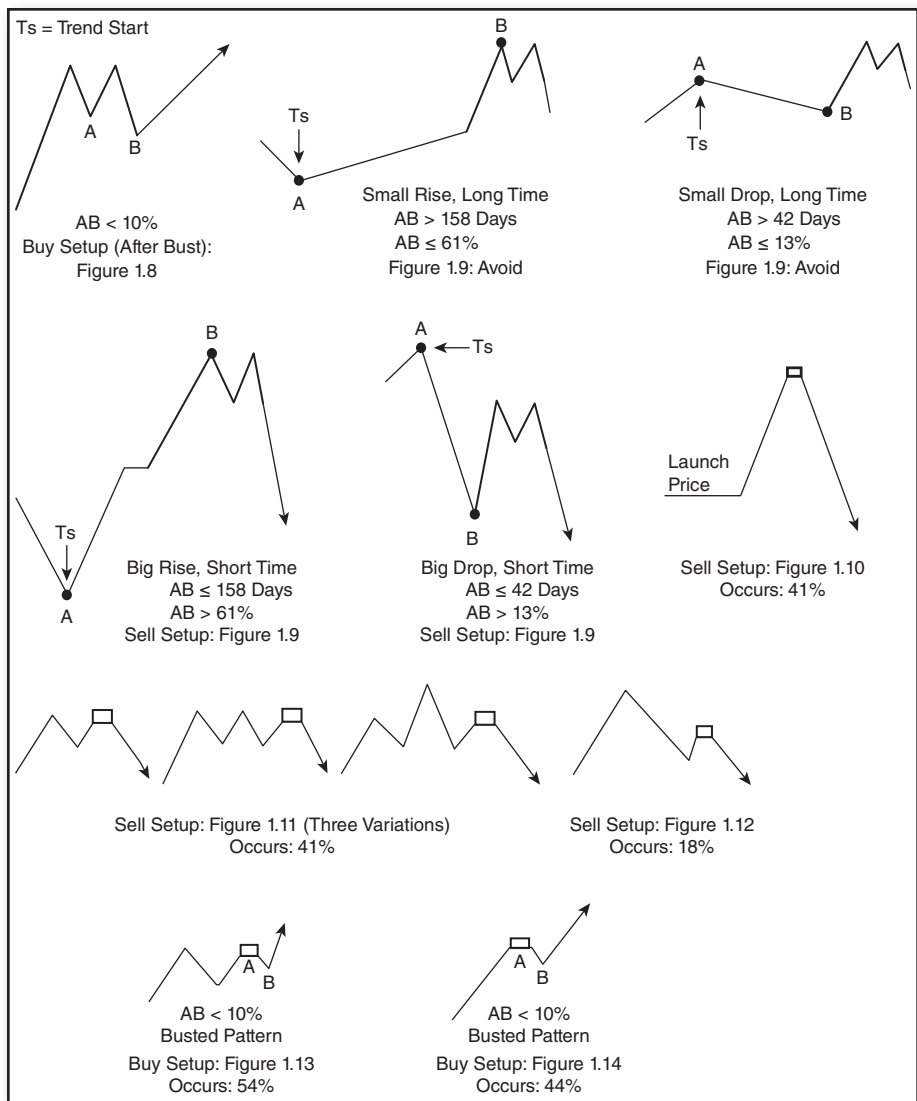 Ts = Trend Start
A
B
AB < 10%
Buy Setup (After Bust):
Figure 1.8
B
Ts
A
Small Rise, Long Time
AB > 158 Days
AB ≤ 61%
Figure 1.9: Avoid
A
Ts
B
Small Drop, Long Time
AB > 42 Days
AB ≤ 13%
Figure 1.9: Avoid
B
Ts
A
Big Rise, Short Time
AB ≤ 158 Days
AB > 61%
Sell Setup: Figure 1.9
A
Ts
B
Big Drop, Short Time
AB ≤ 42 Days
AB > 13%
Sell Setup: Figure 1.9
Launch
Price
Sell Setup: Figure 1.10
Occurs: 41%
Sell Setup: Figure 1.11 (Three Variations)
Occurs: 41%
Sell Setup: Figure 1.12
Occurs: 18%
A
B
AB < 10%
Busted Pattern
Buy Setup: Figure 1.13
Occurs: 54%
A
B
AB < 10%
Busted Pattern
Buy Setup: Figure 1.14
Occurs: 44%